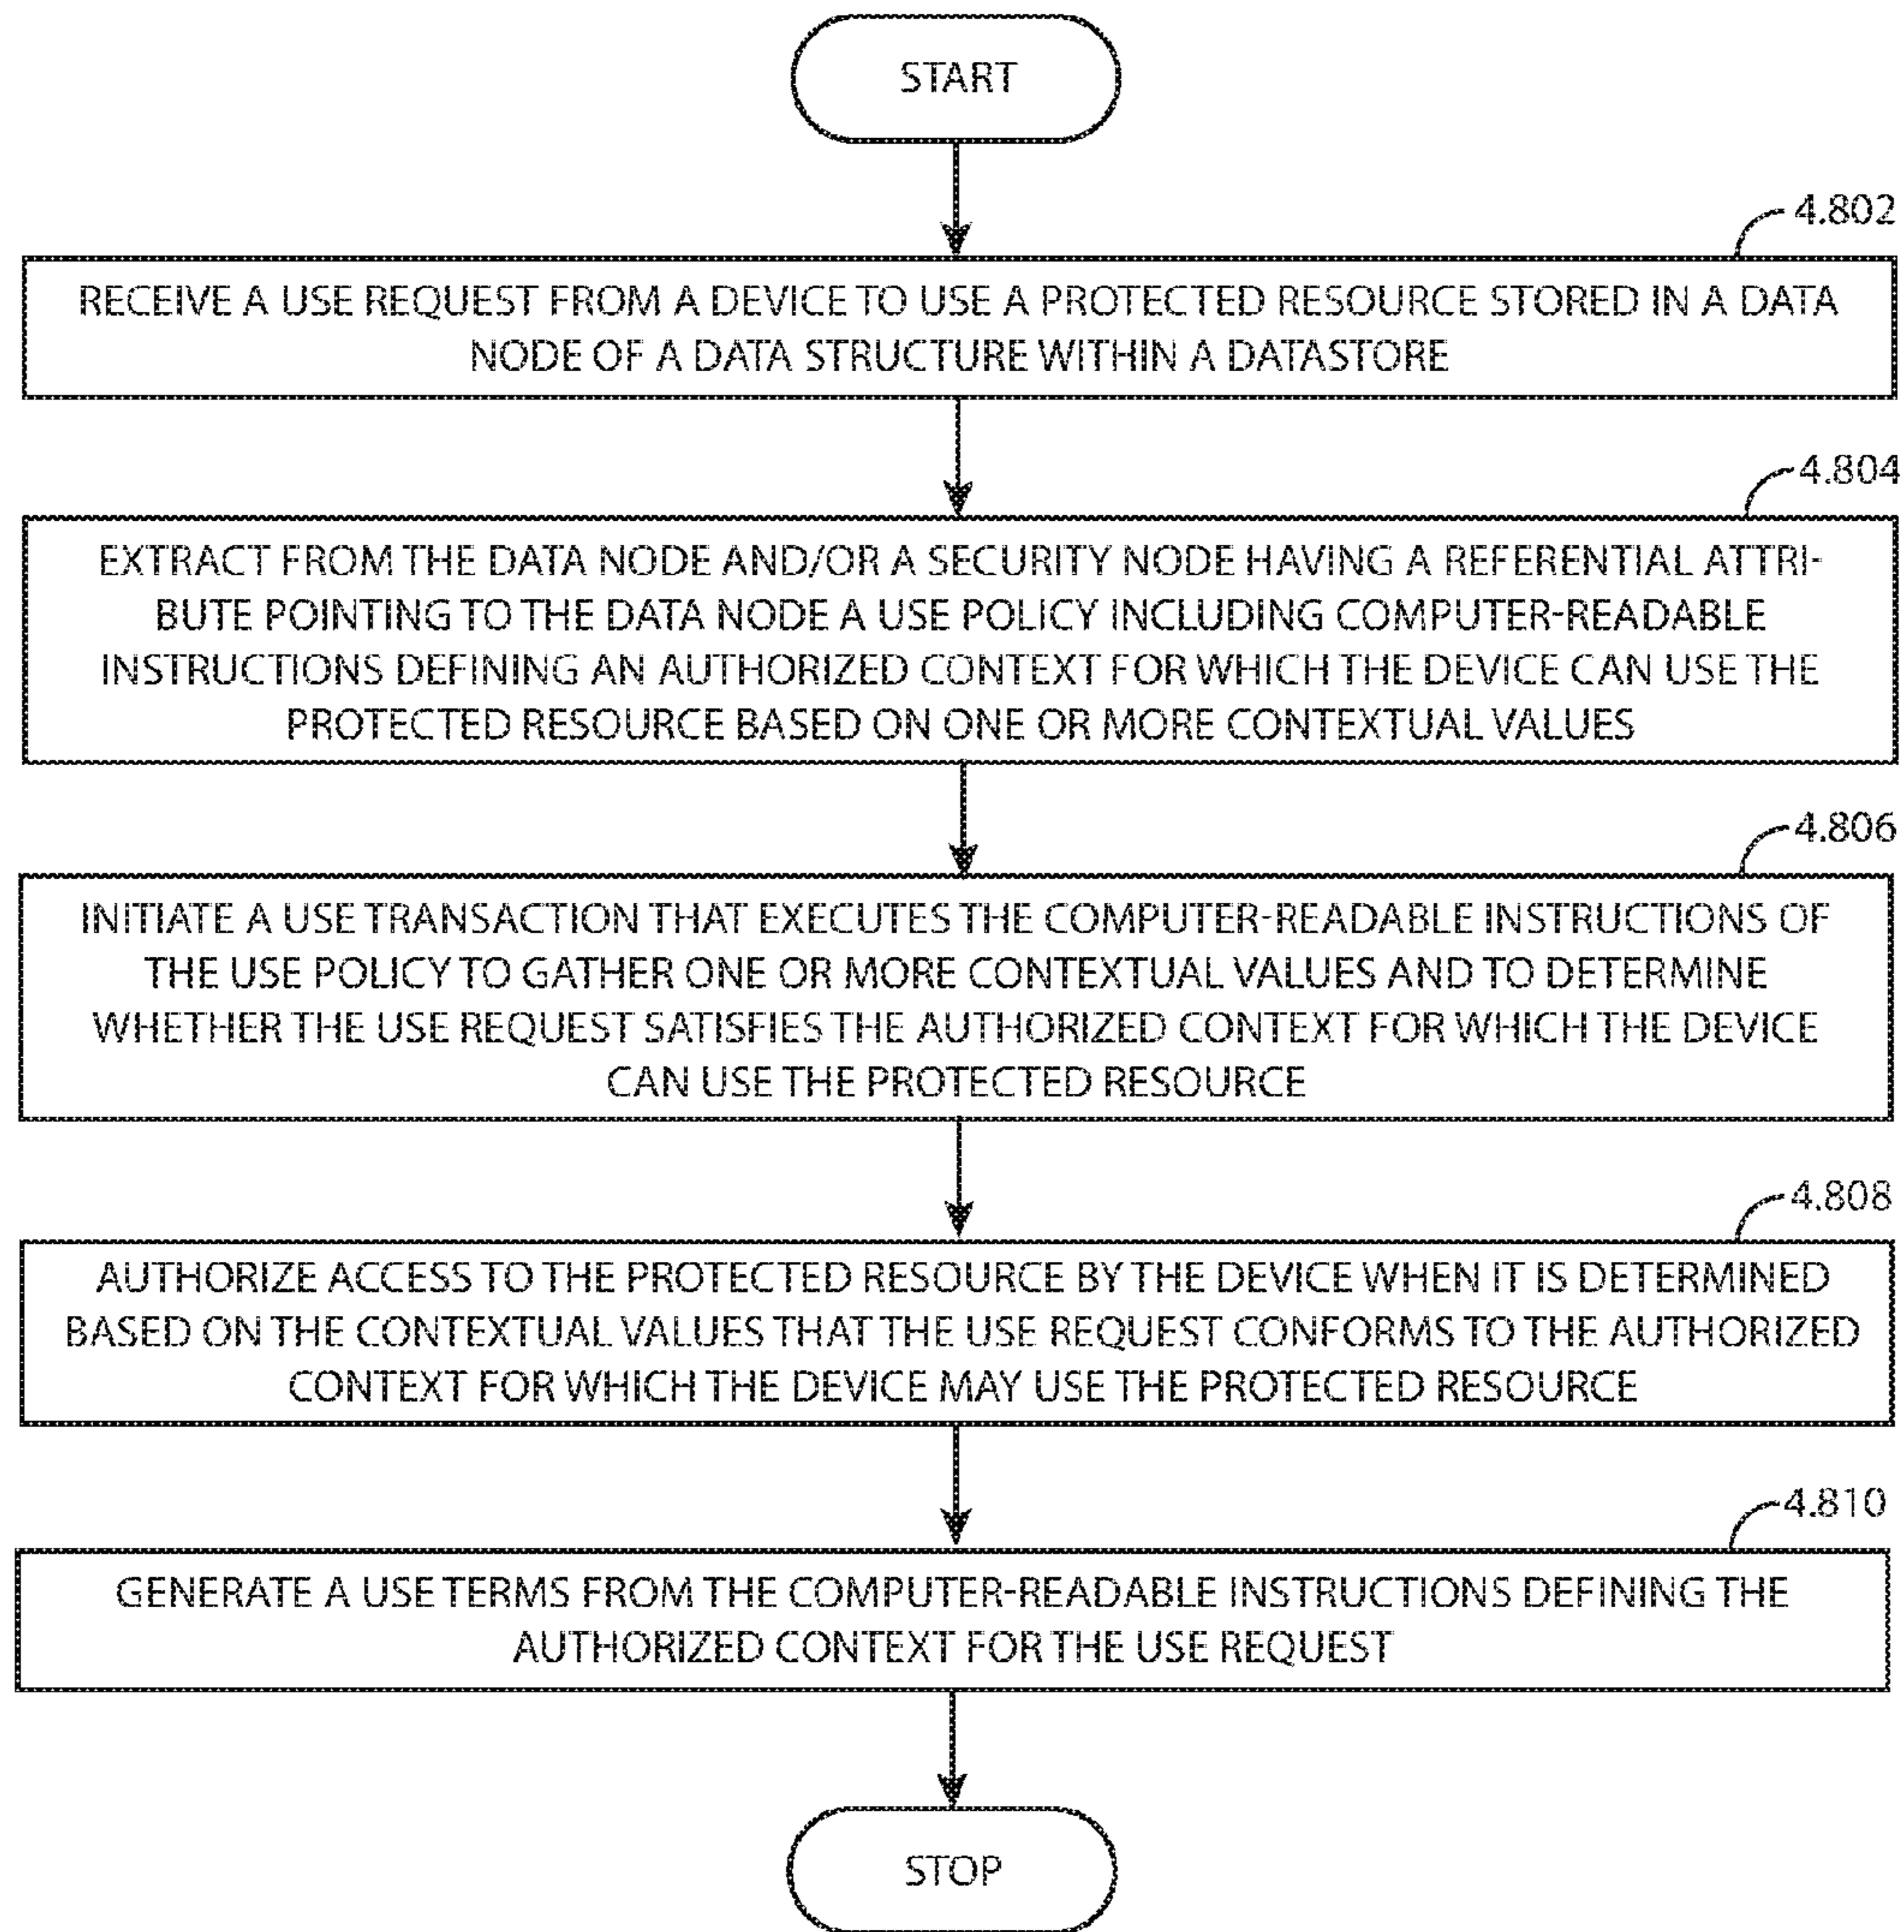 START
4.802
RECEIVE A USE REQUEST FROM A DEVICE TO USE A PROTECTED RESOURCE STORED IN A DATA
NODE OF A DATA STRUCTURE WITHIN A DATASTORE
4.804
EXTRACT FROM THE DATA NODE AND/OR A SECURITY NODE HAVING A REFERENTIAL ATTRI-
BUTE POINTING TO THE DATA NODE A USE POLICY INCLUDING COMPUTER-READABLE
INSTRUCTIONS DEFINING AN AUTHORIZED CONTEXT FOR WHICH THE DEVICE CAN USE THE
PROTECTED RESOURCE BASED ON ONE OR MORE CONTEXTUAL VALUES
4.806
INITIATE A USE TRANSACTION THAT EXECUTES THE COMPUTER-READABLE INSTRUCTIONS OF
THE USE POLICY TO GATHER ONE OR MORE CONTEXTUAL VALUES AND TO DETERMINE
WHETHER THE USE REQUEST SATISFIES THE AUTHORIZED CONTEXT FOR WHICH THE DEVICE
CAN USE THE PROTECTED RESOURCE
4.808
AUTHORIZE ACCESS TO THE PROTECTED RESOURCE BY THE DEVICE WHEN IT IS DETERMINED
BASED ON THE CONTEXTUAL VALUES THAT THE USE REQUEST CONFORMS TO THE AUTHORIZED
CONTEXT FOR WHICH THE DEVICE MAY USE THE PROTECTED RESOURCE
4.810
GENERATE A USE TERMS FROM THE COMPUTER-READABLE INSTRUCTIONS DEFINING THE
AUTHORIZED CONTEXT FOR THE USE REQUEST
STOP